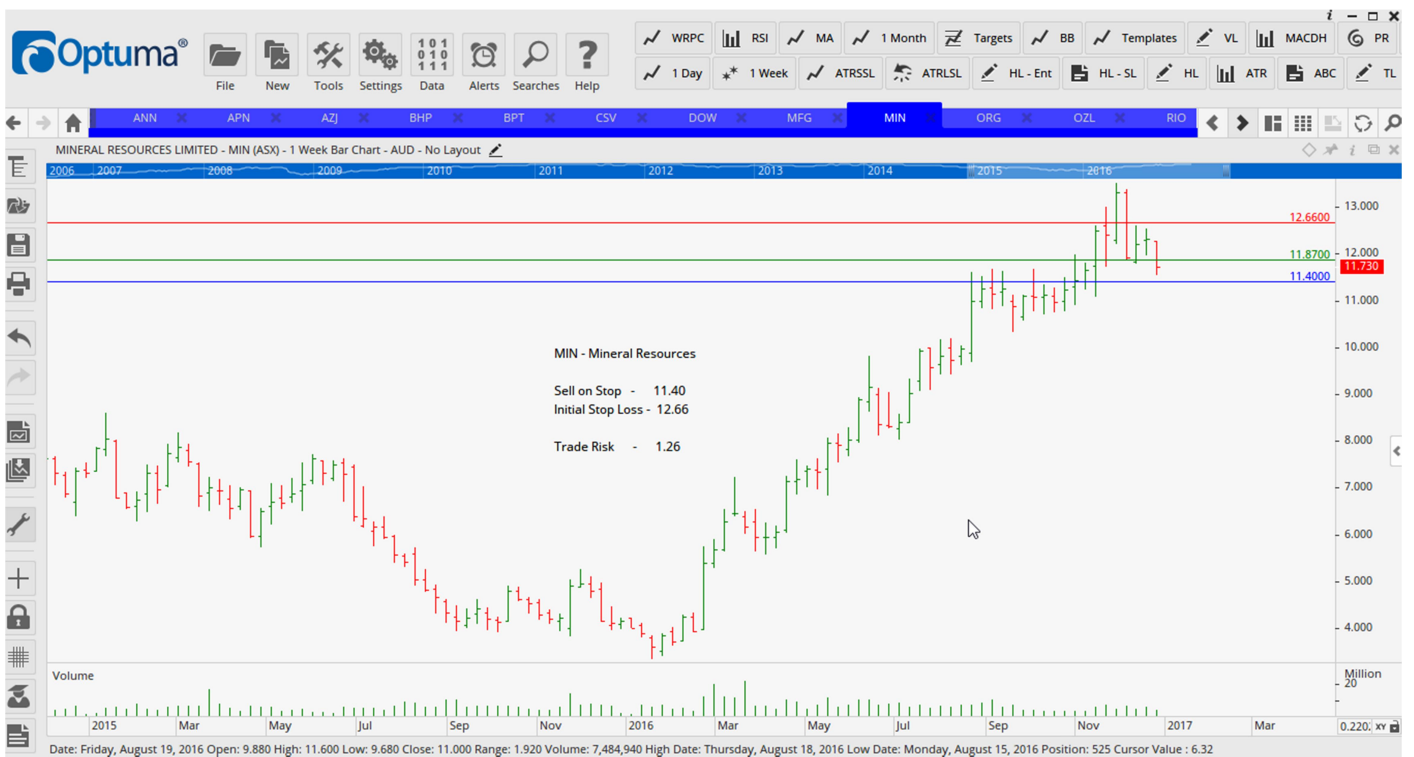 i
Optuma®
File New Tools Settings Data Alerts Searches Help
101
010
111
WRPC RSI MA 1 Month Targets BB Templates VL MACDH PR
1 Day 1 Week ATRSSL ATRLSL HL - Ent HL - SL HL ATR ABC TL
ANN APN AZJ BHP BPT CSV DOW MFG MIN ORG OZL RIO
MINERAL RESOURCES LIMITED - MIN (ASX) - 1 Week Bar Chart - AUD - No Layout
2006 2007 2008 2009 2010 2011 2012 2013 2014 2015 2016
13.000
12.6600
12.000
11.8700
11.730
11.4000
11.000
10.000
9.000
8.000
7.000
6.000
5.000
4.000
MIN - Mineral Resources
Sell on Stop - 11.40
Initial Stop Loss - 12.66
Trade Risk - 1.26
Volume
Million
20
2015 Mar May Jul Sep Nov 2016 Mar May Jul Sep Nov 2017 Mar
0.220: XY
Date: Friday, August 19, 2016 Open: 9.880 High: 11.600 Low: 9.680 Close: 11.000 Range: 1.920 Volume: 7,484,940 High Date: Thursday, August 18, 2016 Low Date: Monday, August 15, 2016 Position: 525 Cursor Value : 6.32